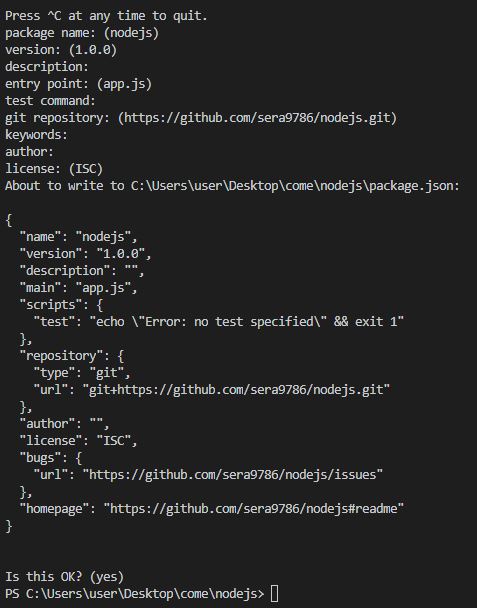 Press ^C at any time to quit.
package name: (nodejs)
version: (1.0.0)
description:
entry point: (app.js)
test command:
git repository: (https://github.com/sera9786/nodejs.git)
keywords:
author:
license: (ISC)
About to write to C:\Users\user\Desktop\come\nodejs\package.json:

{
  "name": "nodejs",
  "version": "1.0.0",
  "description": "",
  "main": "app.js",
  "scripts": {
    "test": "echo \"Error: no test specified\" && exit 1"
  },
  "repository": {
    "type": "git",
    "url": "git+https://github.com/sera9786/nodejs.git"
  },
  "author": "",
  "license": "ISC",
  "bugs": {
    "url": "https://github.com/sera9786/nodejs/issues"
  },
  "homepage": "https://github.com/sera9786/nodejs#readme"
}


Is this OK? (yes)
PS C:\Users\user\Desktop\come\nodejs>